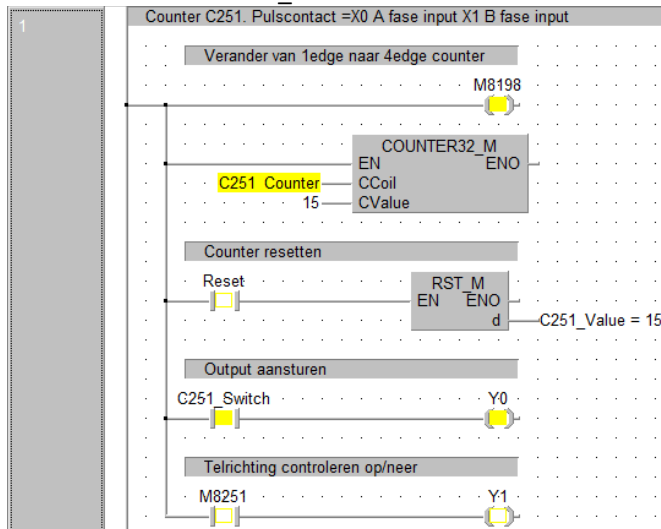 Counter C251. Pulscontact =X0 A fase input X1 B fase input
1
Verander van 1edge naar 4edge counter
M8198
COUNTER32_M
EN ENO
C251_Counter CCoil
15 CValue
Counter resetten
Reset RST_M
EN ENO
d C251_Value = 15
Output aansturen
C251_Switch Y0
Telrichting controleren op/neer
M8251 Y1